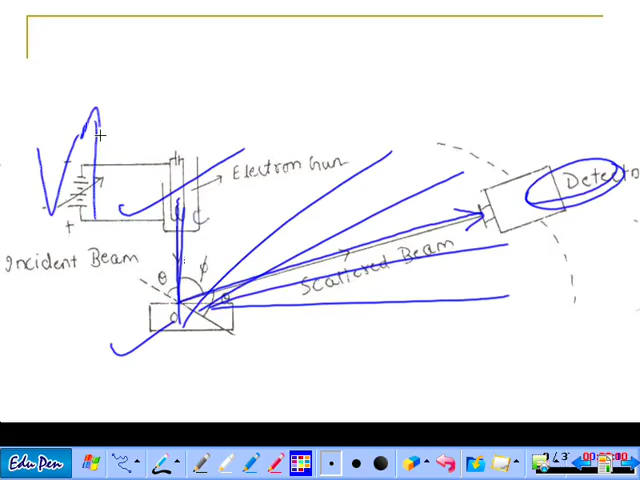 Electron Gun
Detecto
Incident Beam
θ
φ
θ
Scattered Beam
O
+
-
Edu Pen